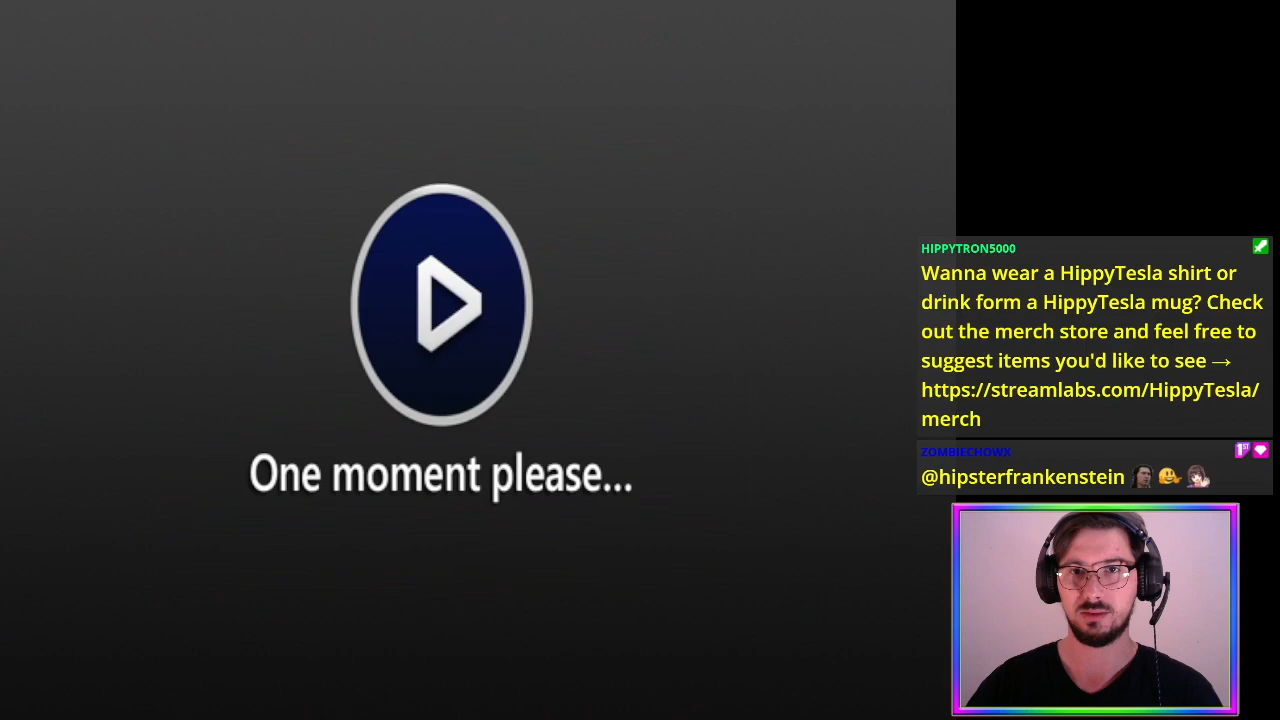 One moment please...
HIPPYTRON5000
Wanna wear a HippyTesla shirt or
drink form a HippyTesla mug? Check
out the merch store and feel free to
suggest items you'd like to see →
https://streamlabs.com/HippyTesla/
merch
ZOMBIECHOWX
1ST
@hipsterfrankenstein